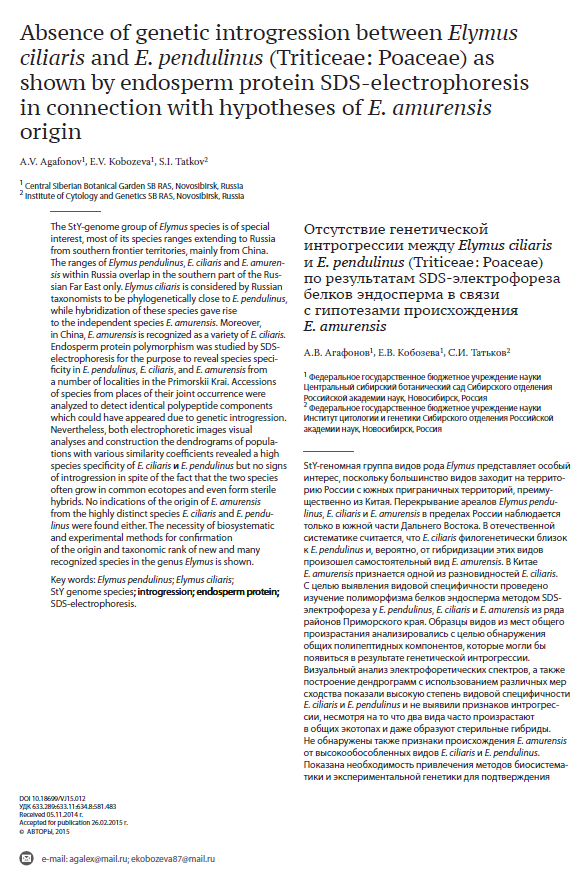 Absence of genetic introgression between Elymus
ciliaris and E. pendulinus (Triticeae: Poaceae) as
shown by endosperm protein SDS-electrophoresis
in connection with hypotheses of E. amurensis
origin
A.V. Agafonov¹, E.V. Kobozeva¹, S.I. Tatkov²
¹ Central Siberian Botanical Garden SB RAS, Novosibirsk, Russia
² Institute of Cytology and Genetics SB RAS, Novosibirsk, Russia
The StY-genome group of Elymus species is of special
interest, most of its species ranges extending to Russia
from southern frontier territories, mainly from China.
The ranges of Elymus pendulinus, E. ciliaris and E. amuren-
sis within Russia overlap in the southern part of the Rus-
sian Far East only. Elymus ciliaris is considered by Russian
taxonomists to be phylogenetically close to E. pendulinus,
while hybridization of these species gave rise
to the independent species E. amurensis. Moreover,
in China, E. amurensis is recognized as a variety of E. ciliaris.
Endosperm protein polymorphism was studied by SDS-
electrophoresis for the purpose to reveal species speci-
ficity in E. pendulinus, E. ciliaris, and E. amurensis from
a number of localities in the Primorskii Krai. Accessions
of species from places of their joint occurrence were
analyzed to detect identical polypeptide components
which could have appeared due to genetic introgression.
Nevertheless, both electrophoretic images visual
analyses and construction the dendrograms of popula-
tions with various similarity coefficients revealed a high
species specificity of E. ciliaris и E. pendulinus but no signs
of introgression in spite of the fact that the two species
often grow in common ecotopes and even form sterile
hybrids. No indications of the origin of E. amurensis
from the highly distinct species E. ciliaris and E. pendu-
linus were found either. The necessity of biosystematic
and experimental methods for confirmation
of the origin and taxonomic rank of new and many
recognized species in the genus Elymus is shown.
Key words: Elymus pendulinus; Elymus ciliaris;
StY genome species; introgression; endosperm protein;
SDS-electrophoresis.
Отсутствие генетической
интрогрессии между Elymus ciliaris
и E. pendulinus (Triticeae: Poaceae)
по результатам SDS-электрофореза
белков эндосперма в связи
с гипотезами происхождения
E. amurensis
А.В. Агафонов¹, Е.В. Кобозева¹, С.И. Татьков²
¹ Федеральное государственное бюджетное учреждение науки
Центральный сибирский ботанический сад Сибирского отделения
Российской академии наук, Новосибирск, Россия
² Федеральное государственное бюджетное учреждение науки
Институт цитологии и генетики Сибирского отделения Российской
академии наук, Новосибирск, Россия
StY-геномная группа видов рода Elymus представляет особый
интерес, поскольку большинство видов заходит на террито-
рию России с южных приграничных территорий, преиму-
щественно из Китая. Перекрывание ареалов Elymus pendu-
linus, E. ciliaris и E. amurensis в пределах России наблюдается
только в южной части Дальнего Востока. В отечественной
систематике считается, что E. ciliaris филогенетически близок
к E. pendulinus и, вероятно, от гибридизации этих видов
произошел самостоятельный вид E. amurensis. В Китае
E. amurensis признается одной из разновидностей E. ciliaris.
С целью выявления видовой специфичности проведено
изучение полиморфизма белков эндосперма методом SDS-
электрофореза у E. pendulinus, E. ciliaris и E. amurensis из ряда
районов Приморского края. Образцы видов из мест общего
произрастания анализировались с целью обнаружения
общих полипептидных компонентов, которые могли бы
появиться в результате генетической интрогрессии.
Визуальный анализ электрофоретических спектров, а также
построение дендрограмм с использованием различных мер
сходства показали высокую степень видовой специфичности
E. ciliaris и E. pendulinus и не выявили признаков интрогрес-
сии, несмотря на то что два вида часто произрастают
в общих экотопах и даже образуют стерильные гибриды.
Не обнаружены также признаки происхождения E. amurensis
от высокообособленных видов E. ciliaris и E. pendulinus.
Показана необходимость привлечения методов биосистема-
тики и экспериментальной генетики для подтверждения
DOI 10.18699/VJ15.012
УДК 633.289:633.11:634.8:581.483
Received 05.11.2014 г.
Accepted for publication 26.02.2015 г.
© АВТОРЫ, 2015
e-mail: agalex@mail.ru; ekobozeva87@mail.ru